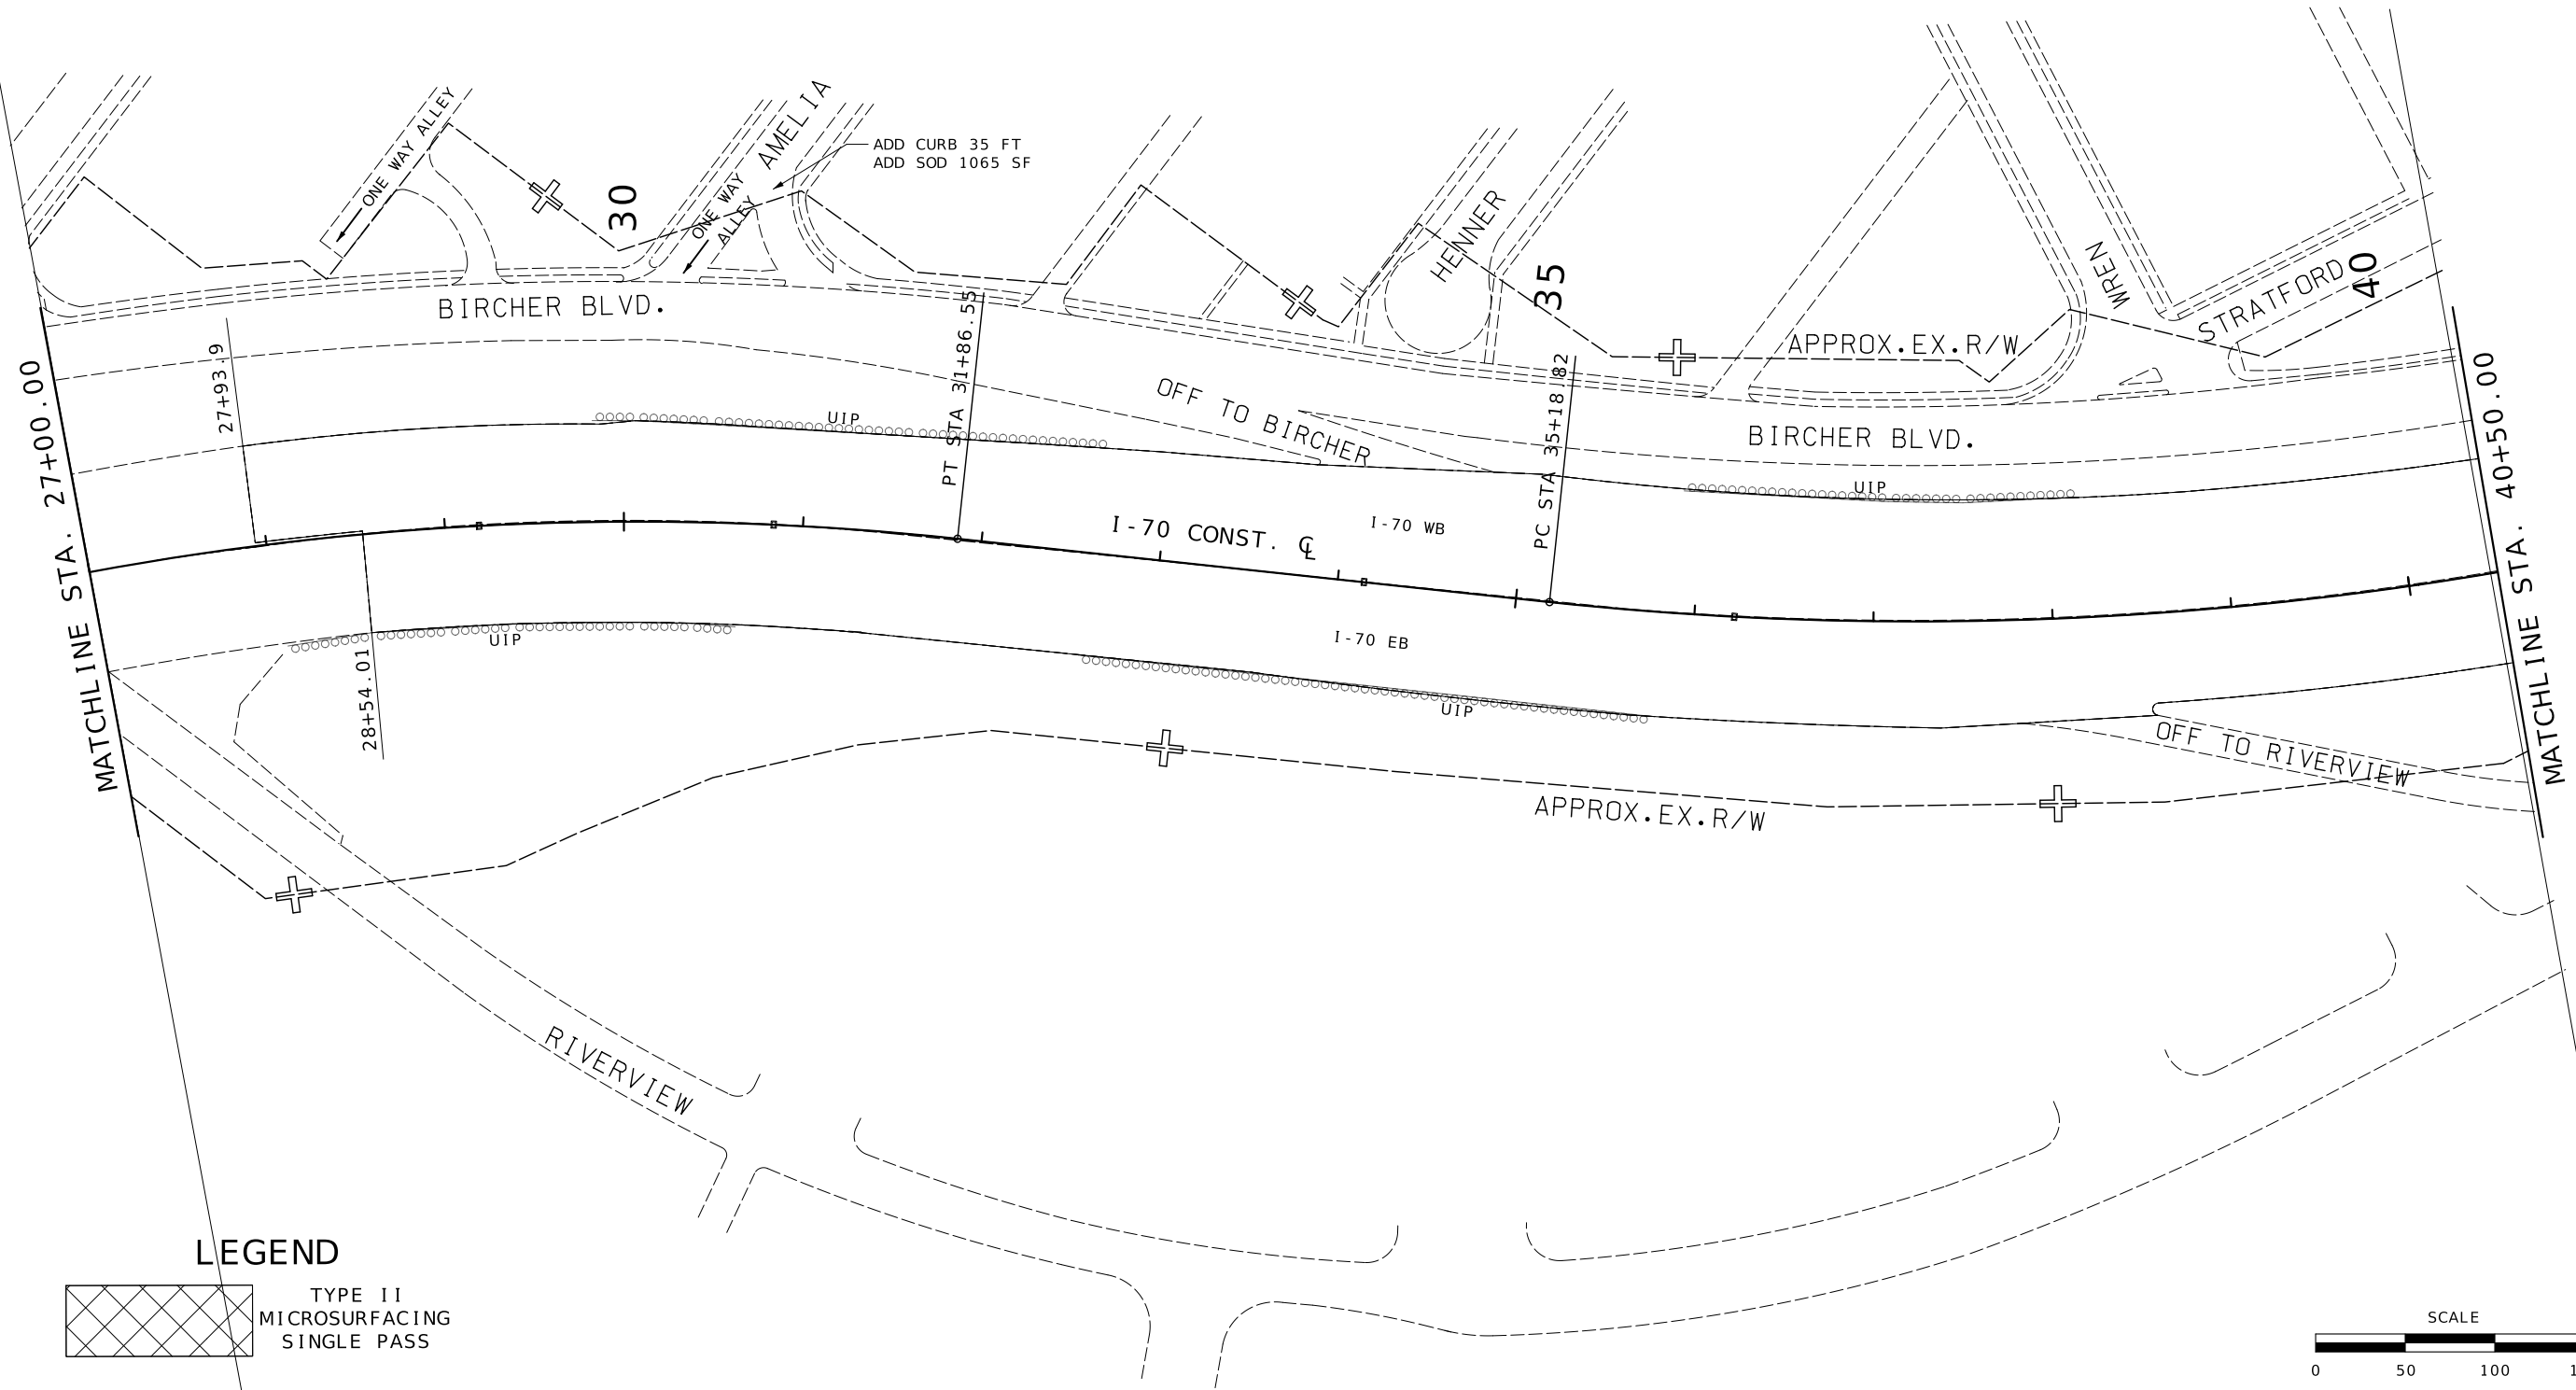 ONE WAY ALLEY
AMELIA
ONE WAY
ALLEY
ADD CURB 35 FT
ADD SOD 1065 SF
30
HENNER
35
WREN
STRATFORD
40
BIRCHER BLVD.
APPROX.EX.R/W
MATCHLINE STA. 27+00.00
27+93.9
UIP
PT STA 31+86.55
OFF TO BIRCHER
PC STA 35+18.82
BIRCHER BLVD.
UIP
MATCHLINE STA. 40+50.00
I-70 CONST. ℄
I-70 WB
I-70 EB
UIP
28+54.01
UIP
OFF TO RIVERVIEW
APPROX.EX.R/W
RIVERVIEW
LEGEND
TYPE II
MICROSURFACING
SINGLE PASS
SCALE
0 50 100